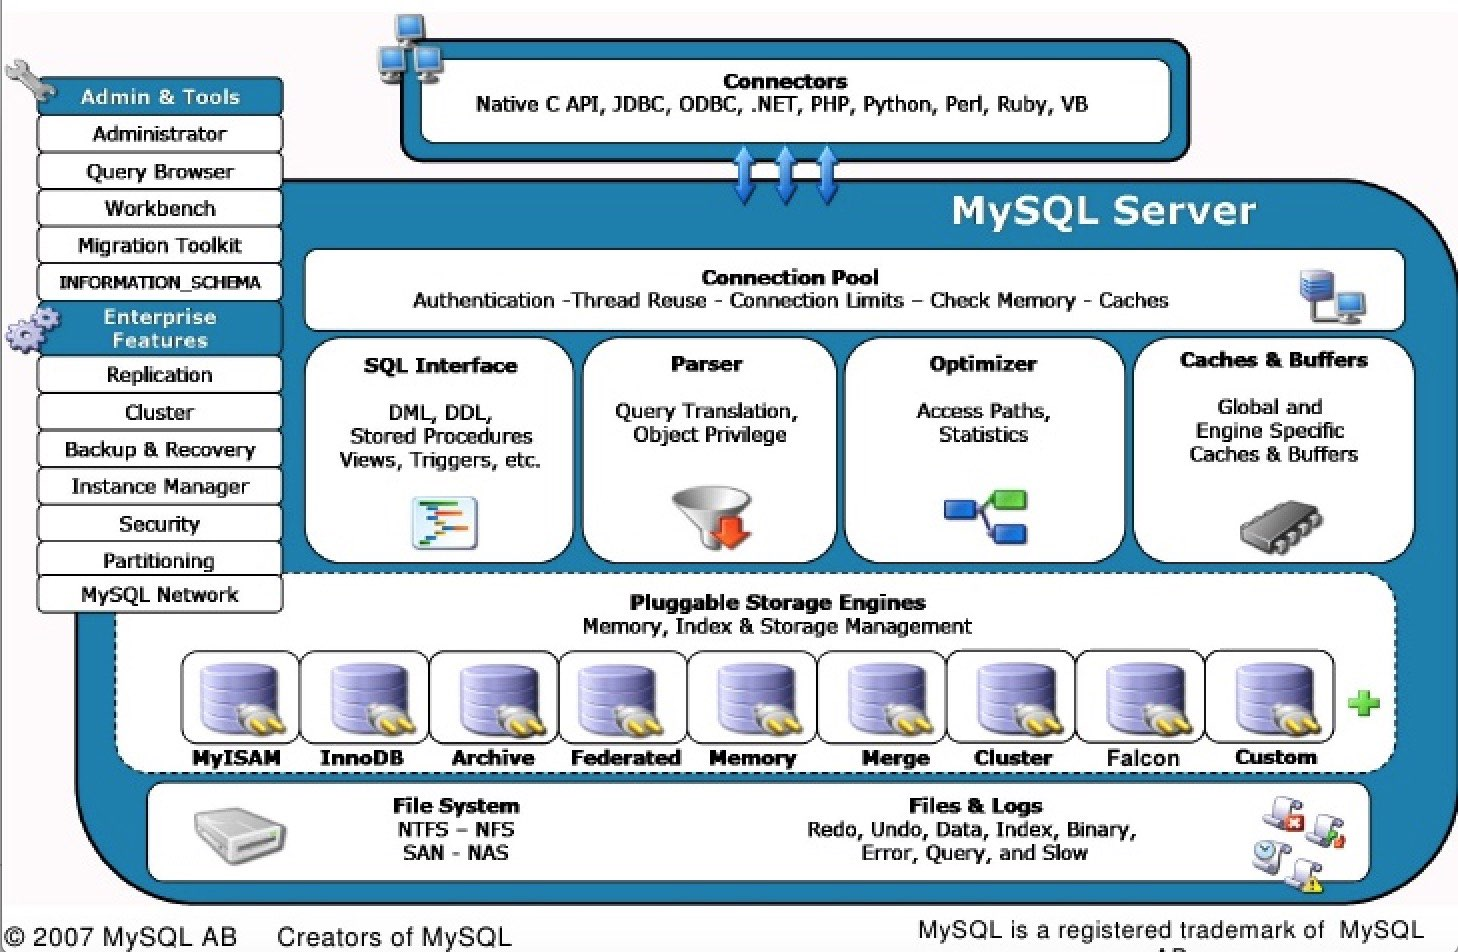 Connectors
Native C API, JDBC, ODBC, .NET, PHP, Python, Perl, Ruby, VB
Admin & Tools
Administrator
Query Browser
Workbench
Migration Toolkit
INFORMATION_SCHEMA
Enterprise
Features
Replication
Cluster
Backup & Recovery
Instance Manager
Security
Partitioning
MySQL Network
MySQL Server
Connection Pool
Authentication -Thread Reuse - Connection Limits – Check Memory - Caches
SQL Interface
DML, DDL,
Stored Procedures
Views, Triggers, etc.
Parser
Query Translation,
Object Privilege
Optimizer
Access Paths,
Statistics
Caches & Buffers
Global and
Engine Specific
Caches & Buffers
Pluggable Storage Engines
Memory, Index & Storage Management
MyISAM
InnoDB
Archive
Federated
Memory
Merge
Cluster
Falcon
Custom
File System
NTFS – NFS
SAN - NAS
Files & Logs
Redo, Undo, Data, Index, Binary,
Error, Query, and Slow
© 2007 MySQL AB Creators of MySQL
MySQL is a registered trademark of MySQL